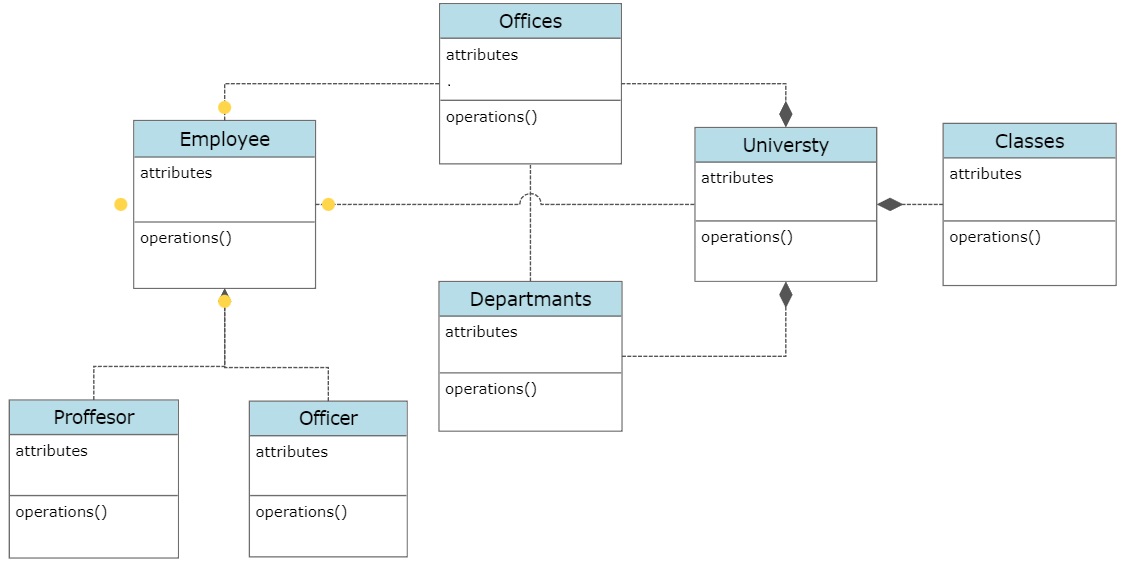 Offices
attributes
.
operations()
Employee
attributes
operations()
Universty
attributes
operations()
Classes
attributes
operations()
Departmants
attributes
operations()
Proffesor
attributes
operations()
Officer
attributes
operations()